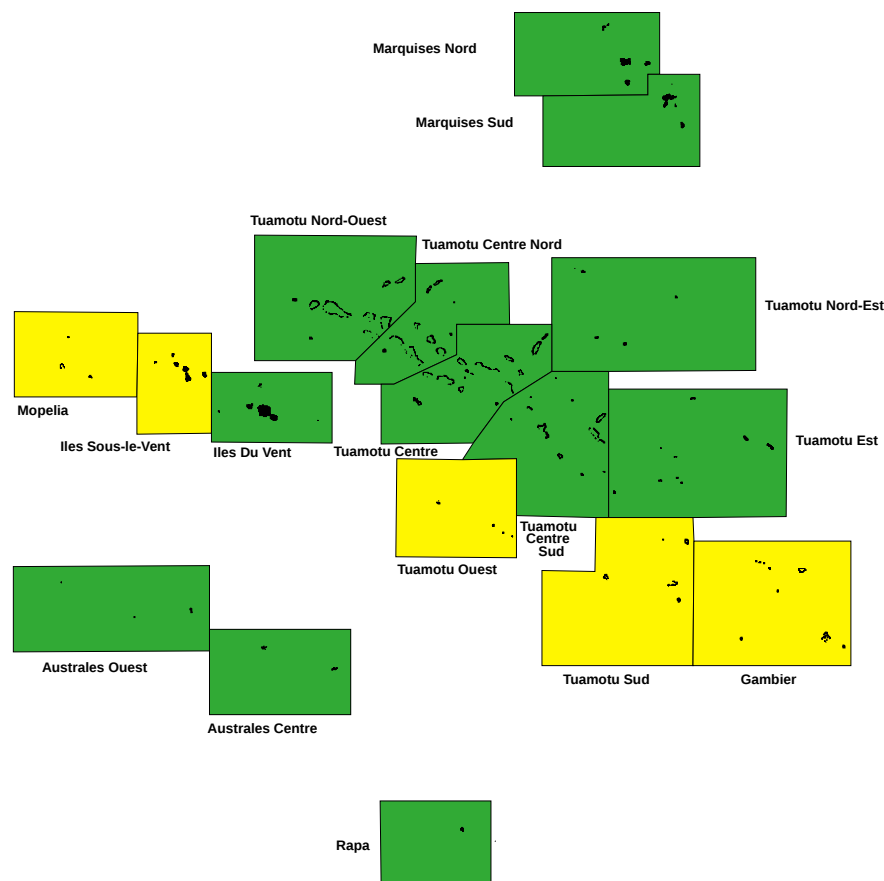 Marquises Nord
Marquises Sud
Tuamotu Nord-Ouest
Tuamotu Centre Nord
Tuamotu Nord-Est
Mopelia
Iles Sous-le-Vent
Iles Du Vent
Tuamotu Centre
Tuamotu Est
Tuamotu
Centre
Sud
Tuamotu Ouest
Australes Ouest
Tuamotu Sud
Gambier
Australes Centre
Rapa